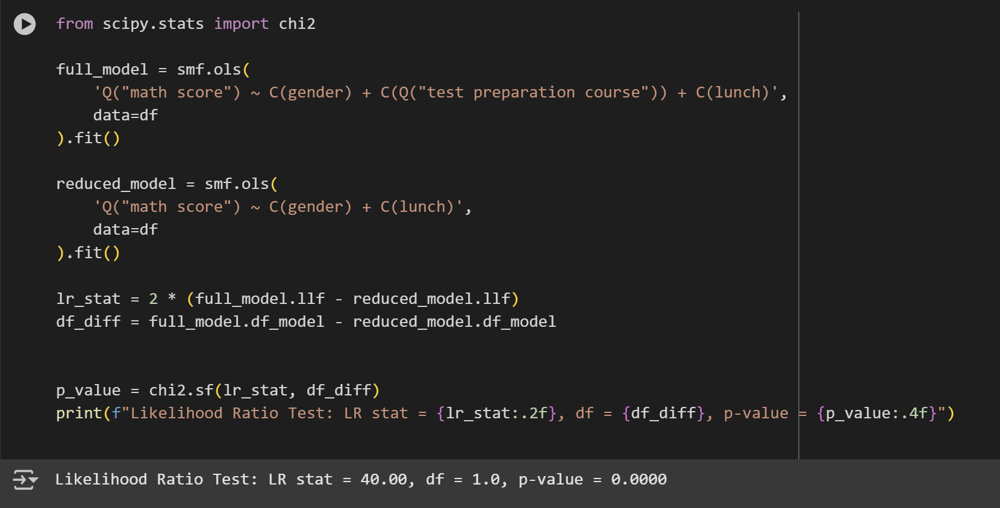 from scipy.stats import chi2
full_model = smf.ols(
'Q("math score") ~ C(gender) + C(Q("test preparation course")) + C(lunch)',
data=df
).fit()
reduced_model = smf.ols(
'Q("math score") ~ C(gender) + C(lunch)',
data=df
).fit()
lr_stat = 2 * (full_model.llf - reduced_model.llf)
df_diff = full_model.df_model - reduced_model.df_model
p_value = chi2.sf(lr_stat, df_diff)
print(f"Likelihood Ratio Test: LR stat = {lr_stat:.2f}, df = {df_diff}, p-value = {p_value:.4f}")
Likelihood Ratio Test: LR stat = 40.00, df = 1.0, p-value = 0.0000